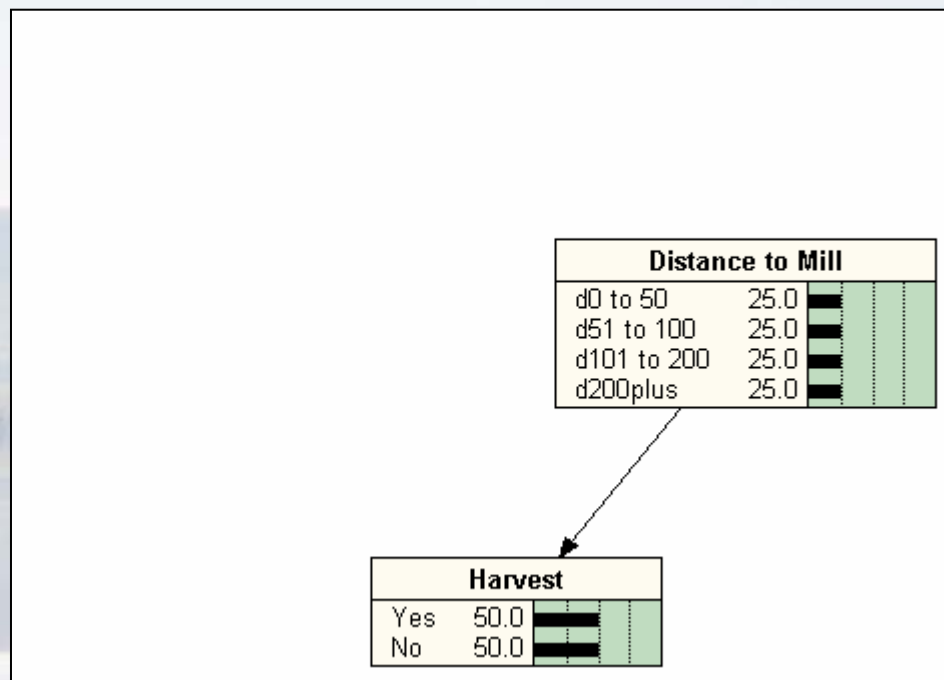 Distance to Mill
d0 to 50 25.0
d51 to 100 25.0
d101 to 200 25.0
d200plus 25.0
Harvest
Yes 50.0
No 50.0